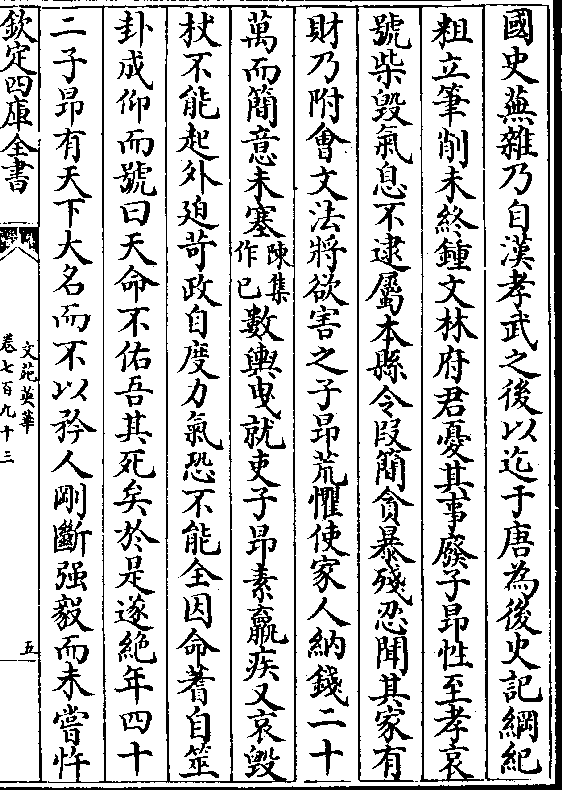 國史蕪雜乃自漢孝武之後以迄于唐為後史記綱紀
粗立筆削未終鍾文林府君憂其事廢子昂性至孝哀
號柴毀氣息不逮屬本縣令段簡貪暴殘忍聞其家有
財乃附會文法將欲害之子昂荒懼使家人納錢二十
萬而簡意未塞陳集作已數輿曳就吏子昂素羸疾又哀毀
杖不能起外迫苛政自度力氣恐不能全因命蓍自筮
卦成仰而號曰天命不佑吾其死矣於是遂絕年四十
二子昂有天下大名而不以矜人剛斷强毅而未嘗忤
欽定四庫全書
文苑英華
卷七百九十三
五